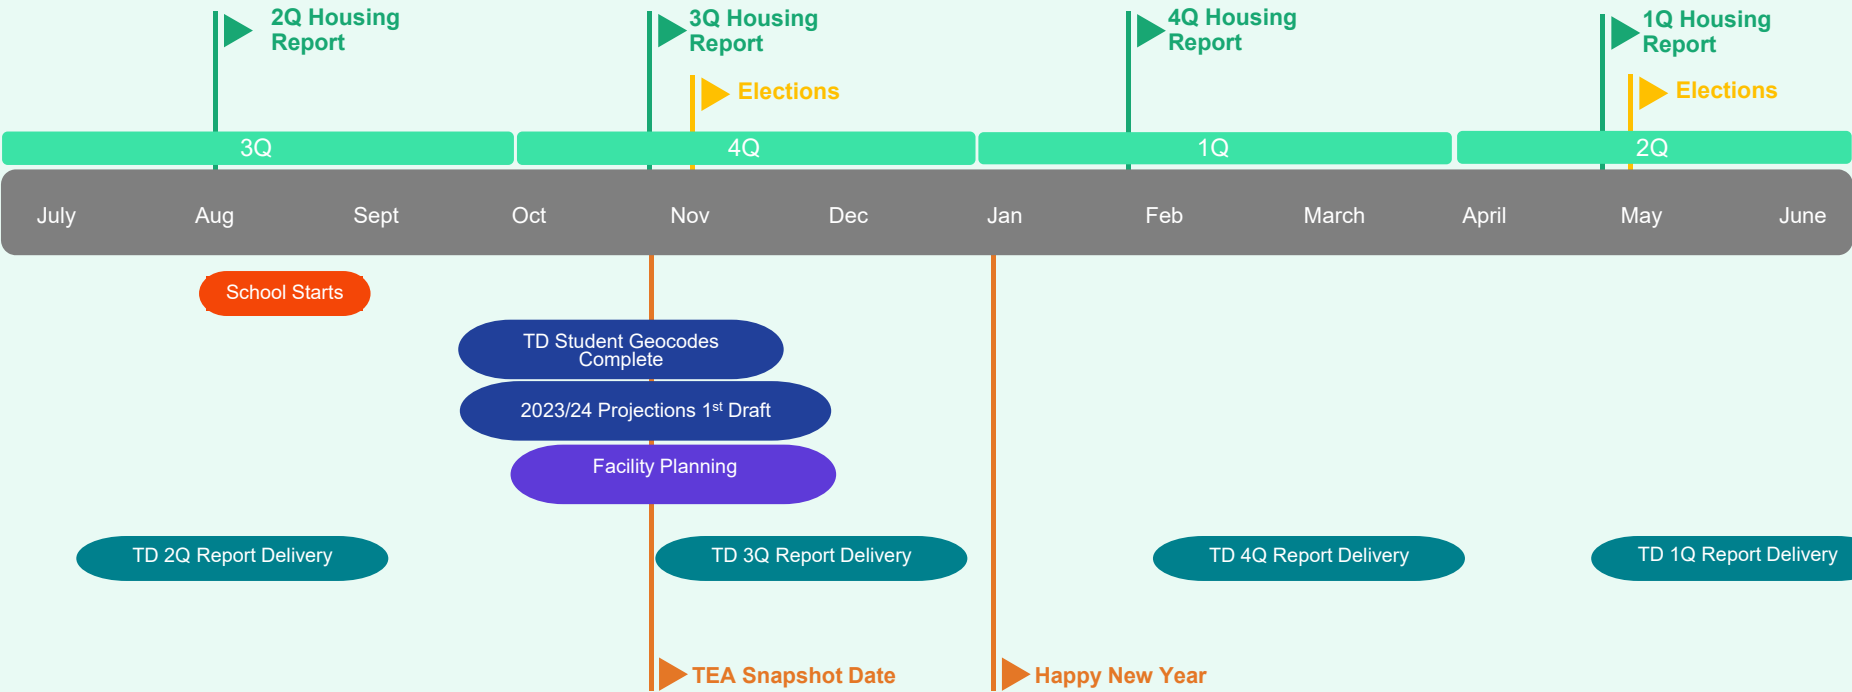 2Q Housing
Report
3Q Housing
Report
4Q Housing
Report
1Q Housing
Report
Elections
Elections
3Q
4Q
1Q
2Q
July
Aug
Sept
Oct
Nov
Dec
Jan
Feb
March
April
May
June
School Starts
TD Student Geocodes
Complete
2023/24 Projections 1st Draft
Facility Planning
TD 2Q Report Delivery
TD 3Q Report Delivery
TD 4Q Report Delivery
TD 1Q Report Delivery
TEA Snapshot Date
Happy New Year